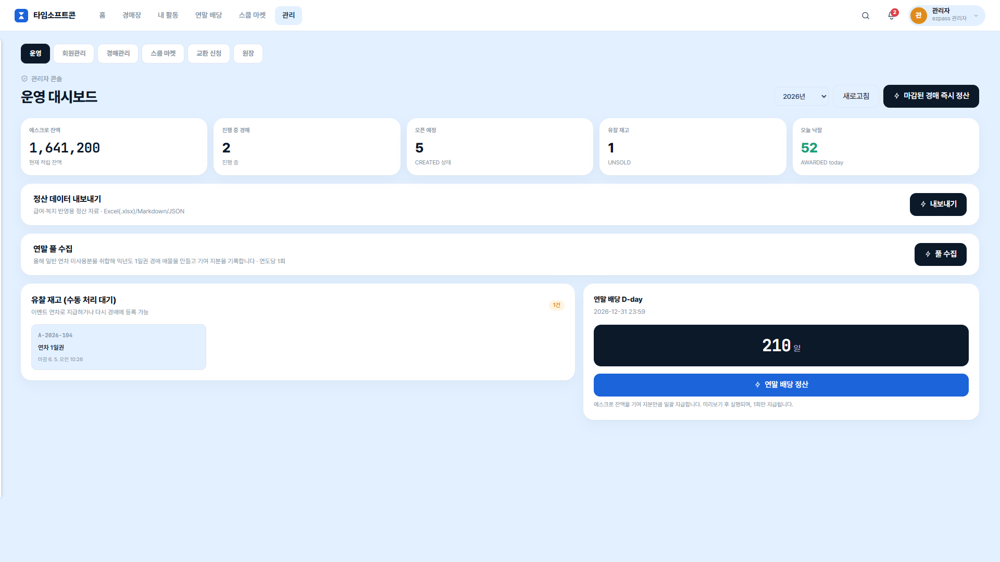 타임소프트콘
홈
경매장
내 활동
연말 배당
스쿱 마켓
관리
2
관
관리자
ezpass 관리자
운영
회원관리
경매관리
스쿱 마켓
교환 신청
원장
관리자 콘솔
운영 대시보드
2026년
새로고침
마감된 경매 즉시 정산
에스크로 잔액
1,641,200
현재 적립 잔액
진행 중 경매
2
진행 중
오픈 예정
5
CREATED 상태
유찰 재고
1
UNSOLD
오늘 낙찰
52
AWARDED today
정산 데이터 내보내기
급여·복지 반영용 정산 자료 · Excel(.xlsx)/Markdown/JSON
내보내기
연말 풀 수집
올해 일반 연차 미사용분을 취합해 익년도 1일권 경매 매물을 만들고 기여 지분을 기록합니다 · 연도당 1회
풀 수집
유찰 재고 (수동 처리 대기)
이벤트 연차로 지급하거나 다시 경매에 등록 가능
1건
A-2026-104
연차 1일권
마감 6. 5. 오전 10:26
연말 배당 D-day
2026-12-31 23:59
210 일
연말 배당 정산
에스크로 잔액을 기여 지분만큼 일괄 지급합니다. 미리보기 후 실행되며, 1회만 지급됩니다.